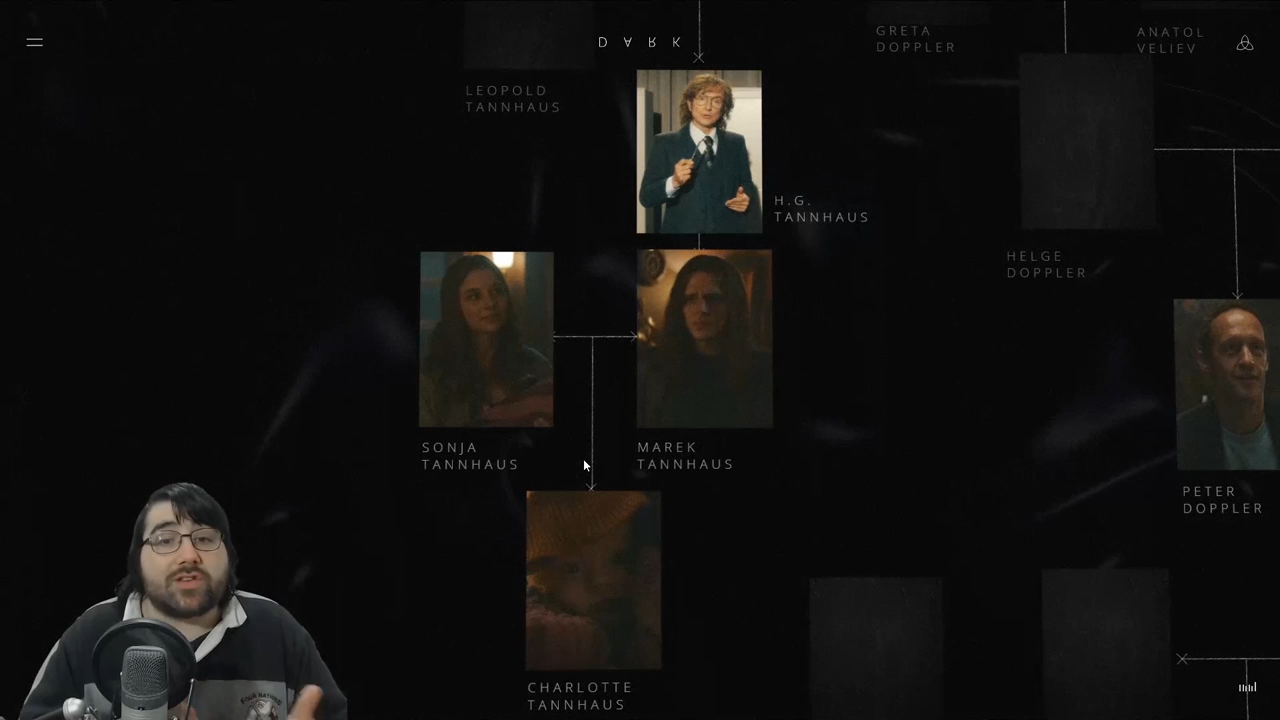 GRETA
DOPPLER
ANATOL
VELIEV
D A R K
LEOPOLD
TANNHAUS
H.G.
TANNHAUS
HELGE
DOPPLER
SONJA
TANNHAUS
MAREK
TANNHAUS
PETER
DOPPLER
CHARLOTTE
TANNHAUS